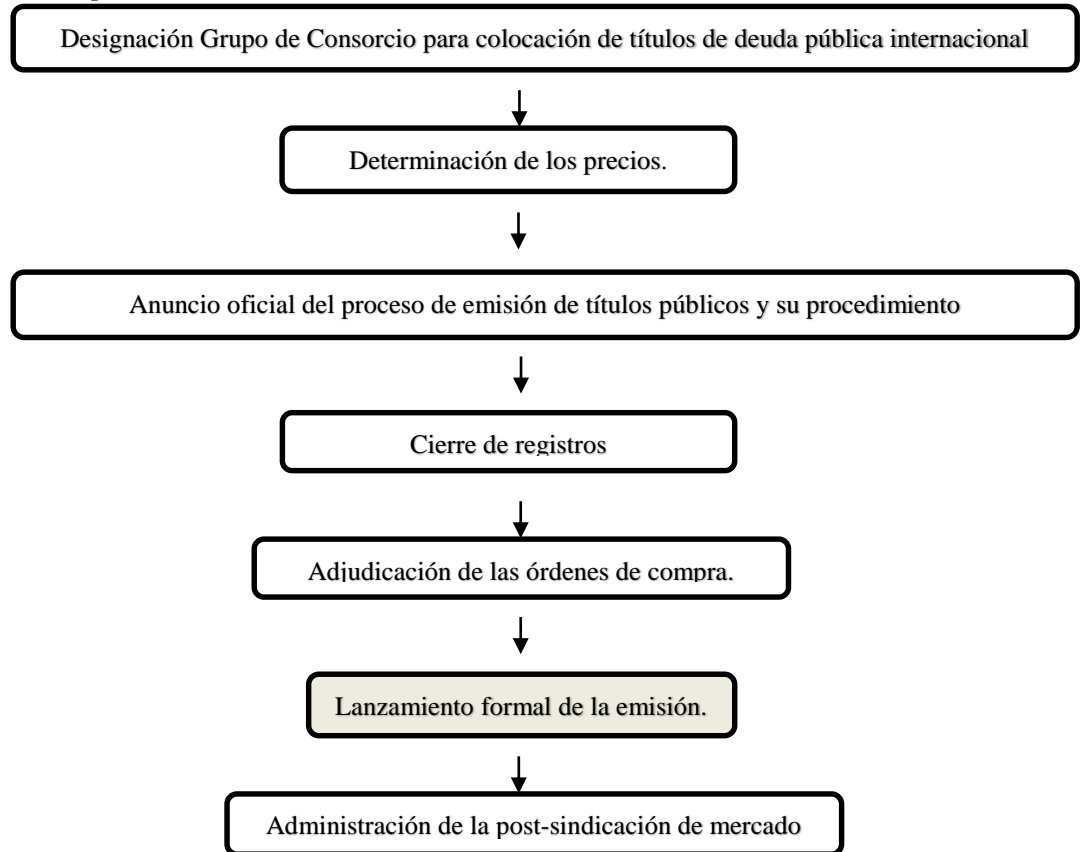 Designación Grupo de Consorcio para colocación de títulos de deuda pública internacional
Determinación de los precios.
Anuncio oficial del proceso de emisión de títulos públicos y su procedimiento
Cierre de registros
Adjudicación de las órdenes de compra.
Lanzamiento formal de la emisión.
Administración de la post-sindicación de mercado